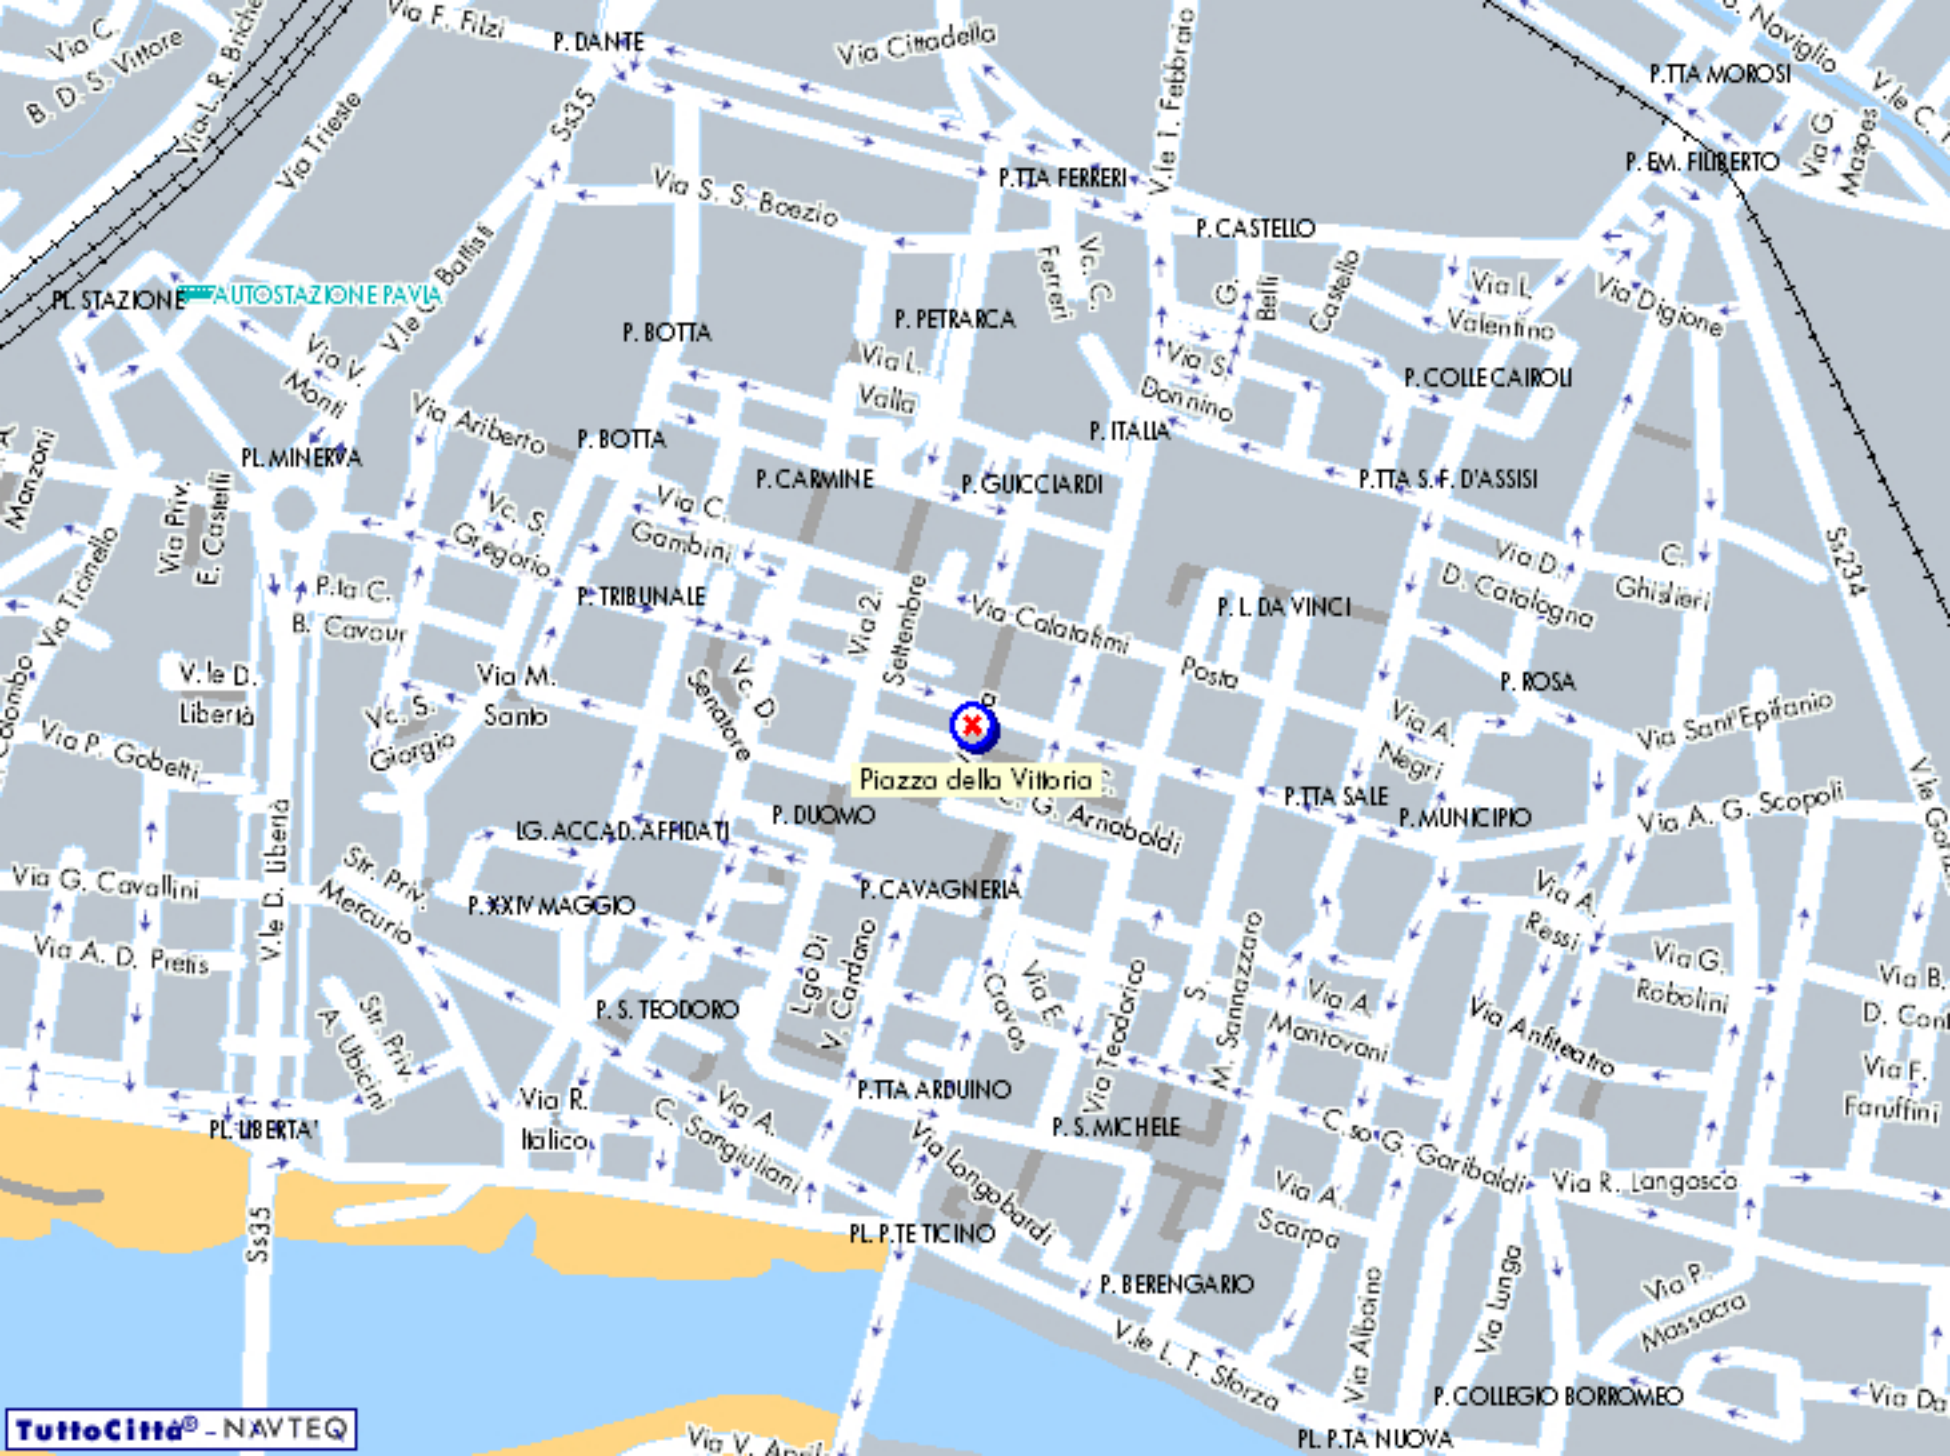 Via F. Filzi
P. DANTE
Via Cittadella
V.le 1. Febbraio
Naviglio
P.TTA MOROSI
V.le C.
Via C.
B. D. S. Vittore
Via L. R. Briche
Via Trieste
Ss35
Via G.
Maspes
P. EM. FILIBERTO
P.TTA FERRERI
Via S. S. Boezio
P. CASTELLO
V.le C. Battisti
Vc. C.
Ferreri
G.
Belli
Castello
Via L.
Valentino
Via Digione
PL. STAZIONE
AUTOSTAZIONE PAVIA
P. BOTTA
P. PETRARCA
Via V.
Monti
Via L.
Valla
Via S.
Donnino
P. COLLE CAIROLI
Via Ariberto
P. BOTTA
P. ITALIA
Manzoni
PL. MINERVA
P. CARMINE
P. GUICCIARDI
P.TTA S. F. D'ASSISI
Via Priv.
E. Castelli
Vc. S.
Gregorio
Via C.
Gambini
Via D.
D. Catalogna
C.
Ghislieri
Ss234
Via Ticinello
P.la C.
B. Cavour
P. TRIBUNALE
Via 2.
Settembre
Via Calatafimi
P. L. DA VINCI
Colombo
V.le D.
Libertà
Via M.
Santo
Vc. D.
Senatore
Posta
P. ROSA
Vc. S.
Giorgio
Via A.
Negri
Via Sant'Epifanio
Via P. Gobetti
a
Piazza della Vittoria
C.
C. G. Arnaboldi
P.TTA SALE
P. MUNICIPIO
Via A. G. Scopoli
P. DUOMO
LG. ACCAD. AFFIDATI
V.le D. Libertà
Str. Priv.
Mercurio
Via G. Cavallini
P. XXIV MAGGIO
P. CAVAGNERIA
Via A.
Ressi
Via A. D. Pretis
Lgo Di
V. Cardano
Via E.
Cravos
Via Teodorico
S.
M. Sannazzaro
Via G.
Robolini
Via B.
Str. Priv.
A. Ubicini
P. S. TEODORO
Via A.
Mantovani
Via Anfiteatro
Via F.
Faruffini
Via R.
Italico
Via A.
C. Sangiuliani
P.TTA ARDUINO
P. S. MICHELE
C.so G. Garibaldi
PL. LIBERTA'
Via Longobardi
Via A.
Scarpa
Via R. Langosco
Ss35
PL. P.TE TICINO
P. BERENGARIO
Via Alboino
Via Lunga
Via P.
Massacra
V.le L. T. Sforza
P. COLLEGIO BORROMEO
Via Da
TuttoCittà® - NAVTEQ
PL. P.TA NUOVA